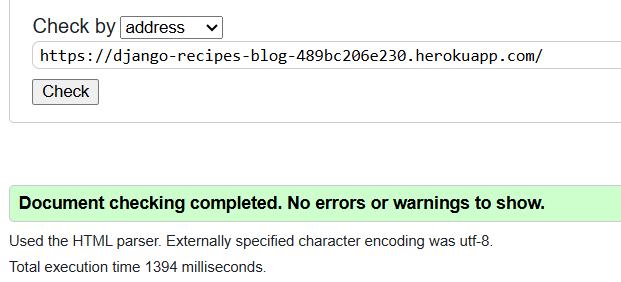 Check by address
https://django-recipes-blog-489bc206e230.herokuapp.com/
Check
Document checking completed. No errors or warnings to show.
Used the HTML parser. Externally specified character encoding was utf-8.
Total execution time 1394 milliseconds.